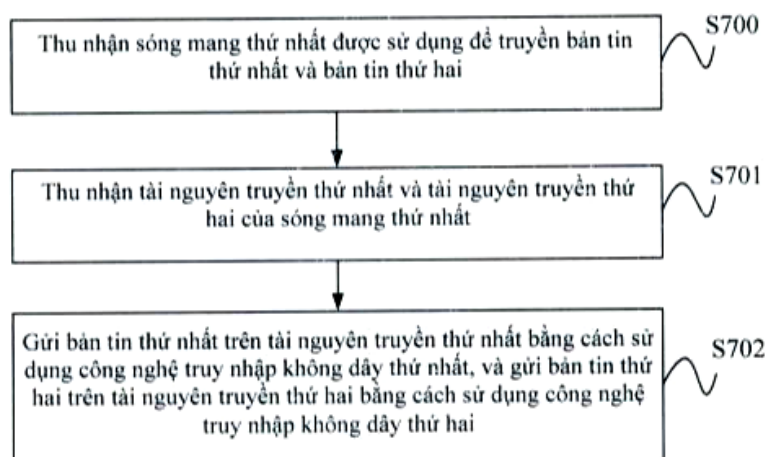 Thu nhận sóng mang thứ nhất được sử dụng để truyền bản tin
thứ nhất và bản tin thứ hai
S700
Thu nhận tài nguyên truyền thứ nhất và tài nguyên truyền thứ
hai của sóng mang thứ nhất
S701
Gửi bản tin thứ nhất trên tài nguyên truyền thứ nhất bằng cách sử
dụng công nghệ truy nhập không dây thứ nhất, và gửi bản tin thứ
hai trên tài nguyên truyền thứ hai bằng cách sử dụng công nghệ
truy nhập không dây thứ hai
S702